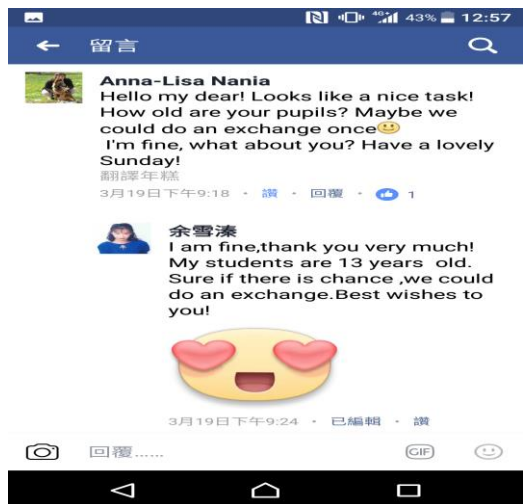 4G 43% 12:57
留言
Anna-Lisa Nania
Hello my dear! Looks like a nice task!
How old are your pupils? Maybe we
could do an exchange once
I'm fine, what about you? Have a lovely
Sunday!
翻譯年糕
3月19日下午9:18 · 讚 · 回覆 · 1
余雪溱
I am fine,thank you very much!
My students are 13 years old.
Sure if there is chance ,we could
do an exchange.Best wishes to
you!
3月19日下午9:24 · 已編輯 · 讚
回覆...... GIF